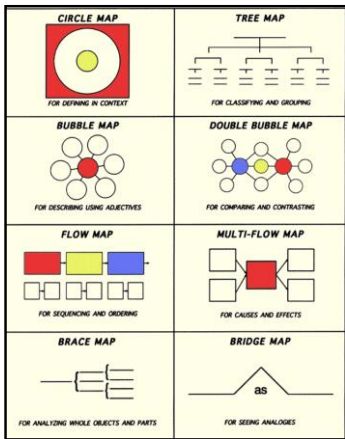 CIRCLE MAP
FOR DEFINING IN CONTEXT
TREE MAP
FOR CLASSIFYING AND GROUPING
BUBBLE MAP
FOR DESCRIBING USING ADJECTIVES
DOUBLE BUBBLE MAP
FOR COMPARING AND CONTRASTING
FLOW MAP
FOR SEQUENCING AND ORDERING
MULTI-FLOW MAP
FOR CAUSES AND EFFECTS
BRACE MAP
FOR ANALYZING WHOLE OBJECTS AND PARTS
BRIDGE MAP
as
FOR SEEING ANALOGIES